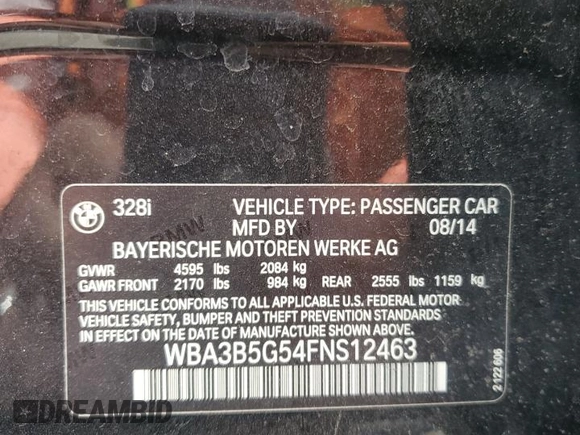 328i VEHICLE TYPE: PASSENGER CAR
MFD BY 08/14
BAYERISCHE MOTOREN WERKE AG
GVWR 4595 lbs 2084 kg
GAWR FRONT 2170 lbs 984 kg REAR 2555 lbs 1159 kg
THIS VEHICLE CONFORMS TO ALL APPLICABLE U.S. FEDERAL MOTOR
VEHICLE SAFETY, BUMPER AND THEFT PREVENTION STANDARDS
IN EFFECT ON THE DATE OF MANUFACTURE SHOWN ABOVE.
WBA3B5G54FNS12463
2 122 606
DREAMBID